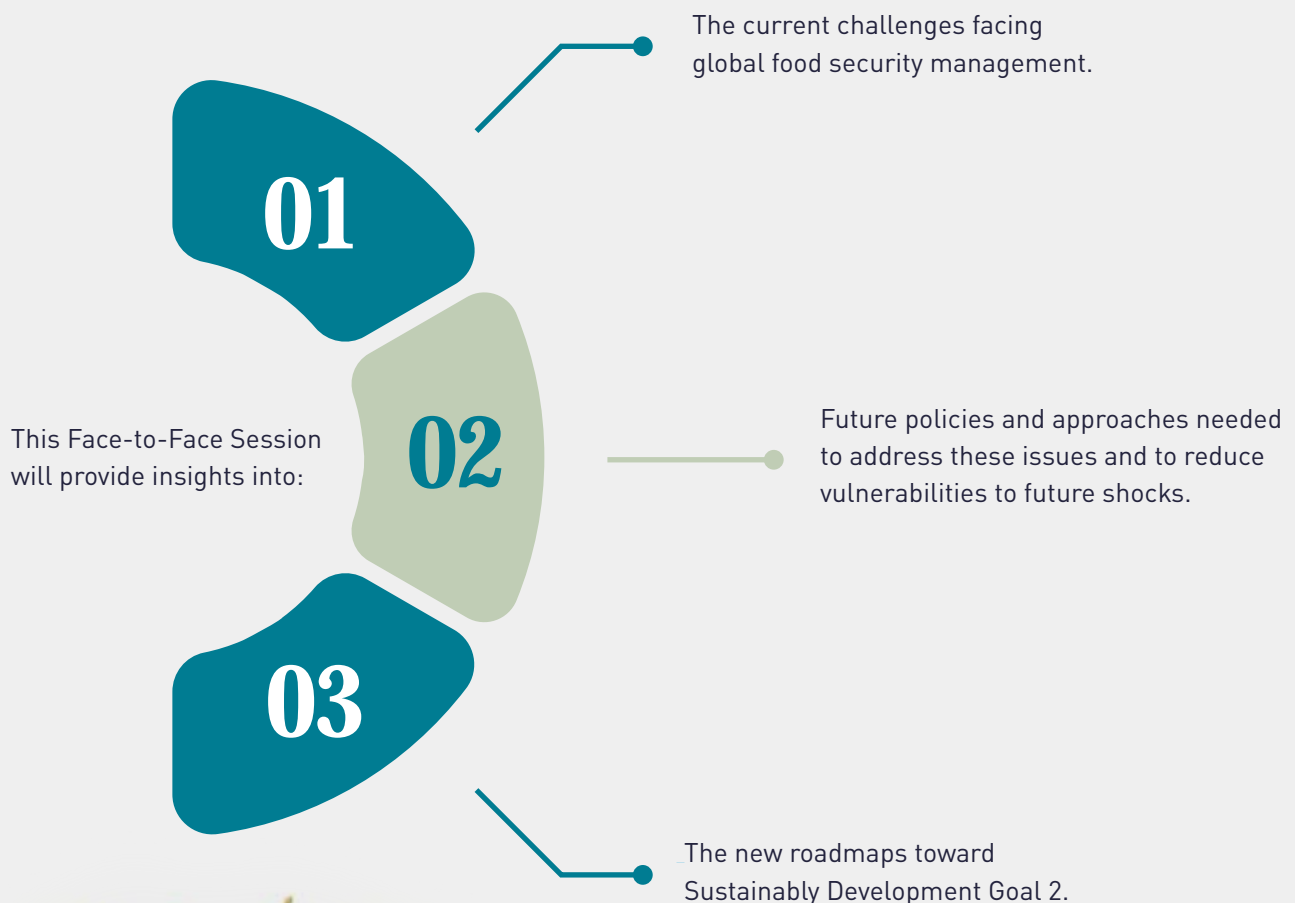 This Face-to-Face Session
will provide insights into:
01
The current challenges facing
global food security management.
02
Future policies and approaches needed
to address these issues and to reduce
vulnerabilities to future shocks.
03
The new roadmaps toward
Sustainably Development Goal 2.